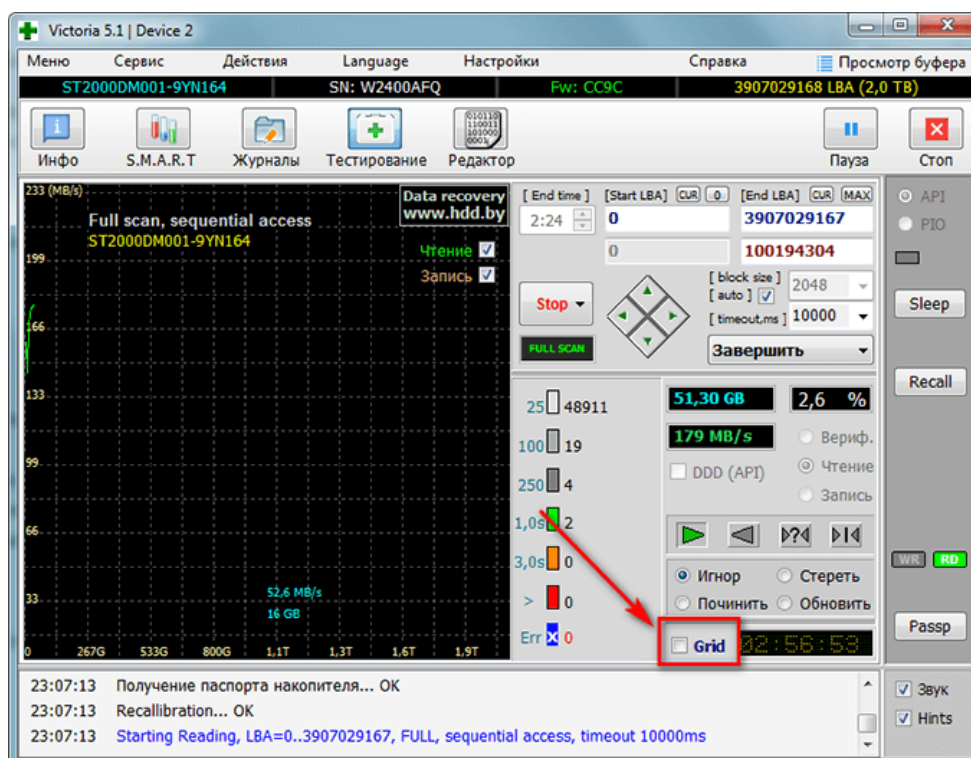 Victoria 5.1 | Device 2
Меню Сервис Действия Language Настройки Справка Просмотр буфера
ST2000DM001-9YN164 SN: W2400AFQ Fw: CC9C 3907029168 LBA (2,0 TB)
Инфо S.M.A.R.T Журналы Тестирование Редактор Пауза Стоп
233 (MB/s)
Data recovery
www.hdd.by
Full scan, sequential access
ST2000DM001-9YN164
Чтение
Запись
199
166
133
99
66
33
52,6 MB/s
16 GB
0 267G 533G 800G 1,1T 1,3T 1,6T 1,9T
[ End time ] [Start LBA] CUR 0 [End LBA] CUR MAX
2:24 0 3907029167
0 100194304
[ block size ]
[ auto ] 2048
Stop [ timeout,ms ] 10000
FULL SCAN Завершить
25 48911
100 19
250 4
1,0s 2
3,0s 0
> 0
Err x 0
51,30 GB 2,6 %
179 MB/s Вериф.
DDD (API) Чтение
Запись
Игнор Стереть
Починить Обновить
Grid 02:56:53
API
PIO
Sleep
Recall
WR RD
Passp
Звук
Hints
23:07:13 Получение паспорта накопителя... OK
23:07:13 Recallibration... OK
23:07:13 Starting Reading, LBA=0..3907029167, FULL, sequential access, timeout 10000ms